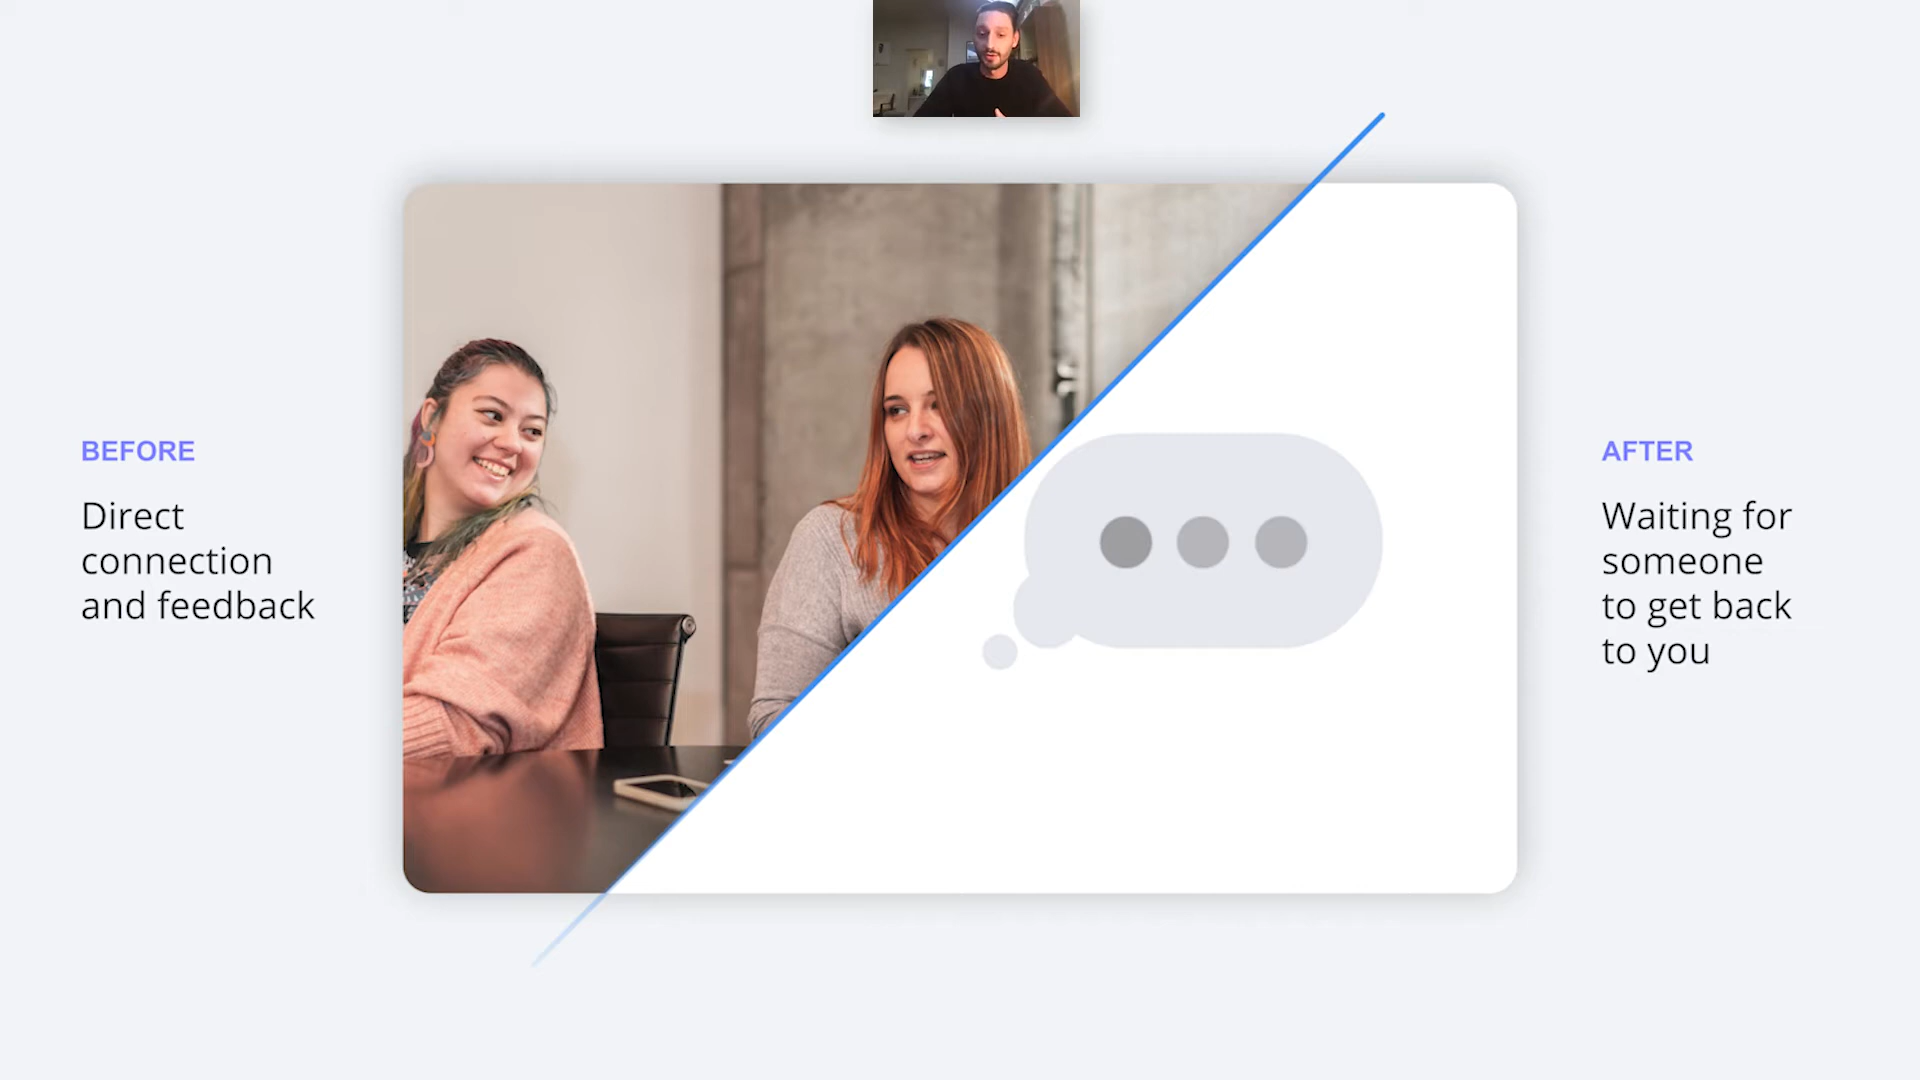 BEFORE
Direct
connection
and feedback
AFTER
Waiting for
someone
to get back
to you